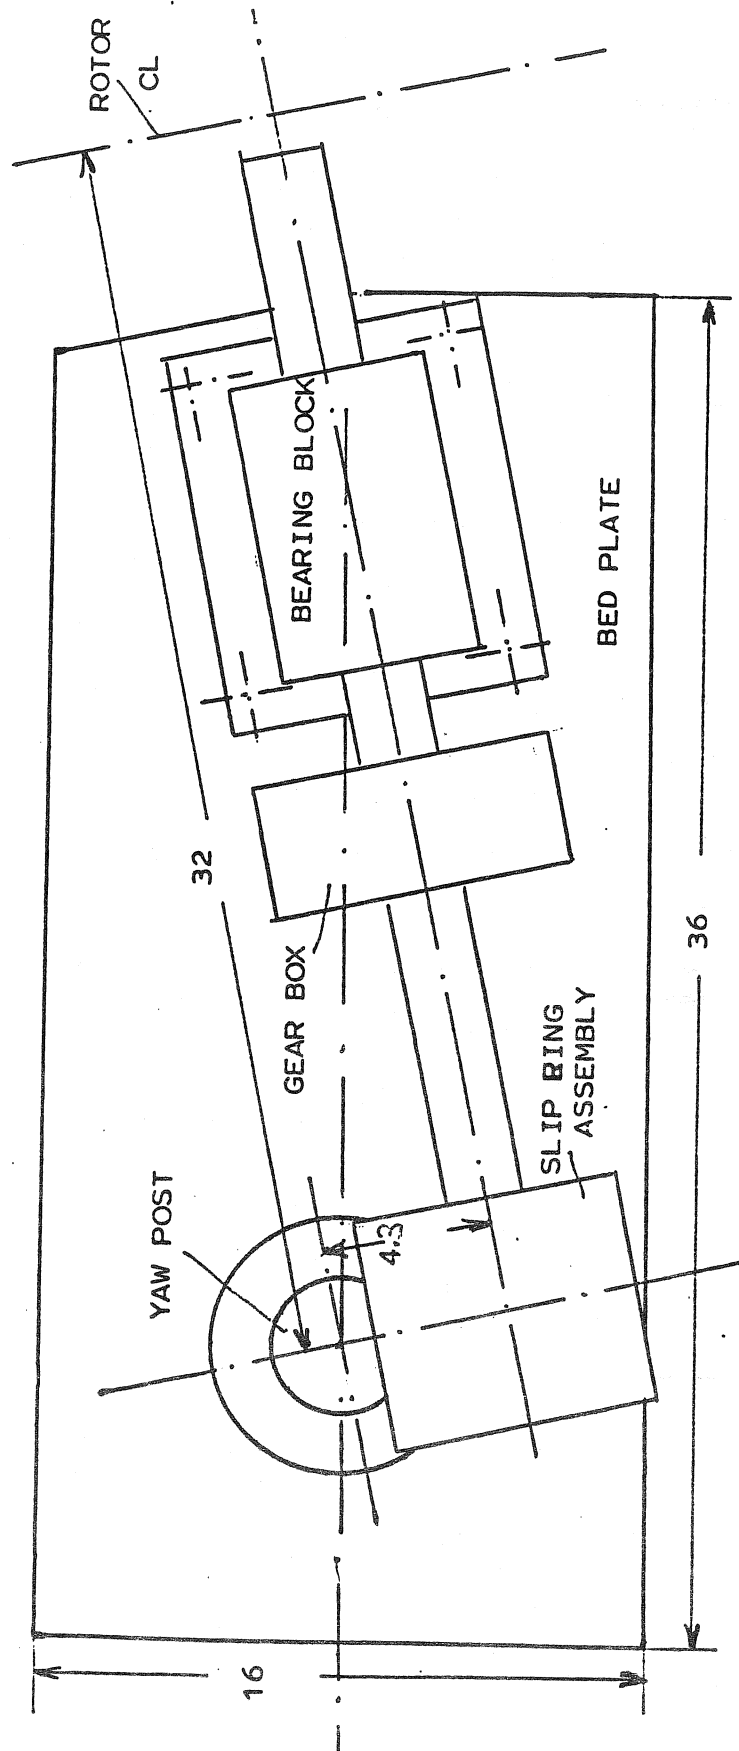 ROTOR
CL
BEARING BLOCK
BED PLATE
32
36
GEAR BOX
SLIP RING
ASSEMBLY
YAW POST
4.3
16